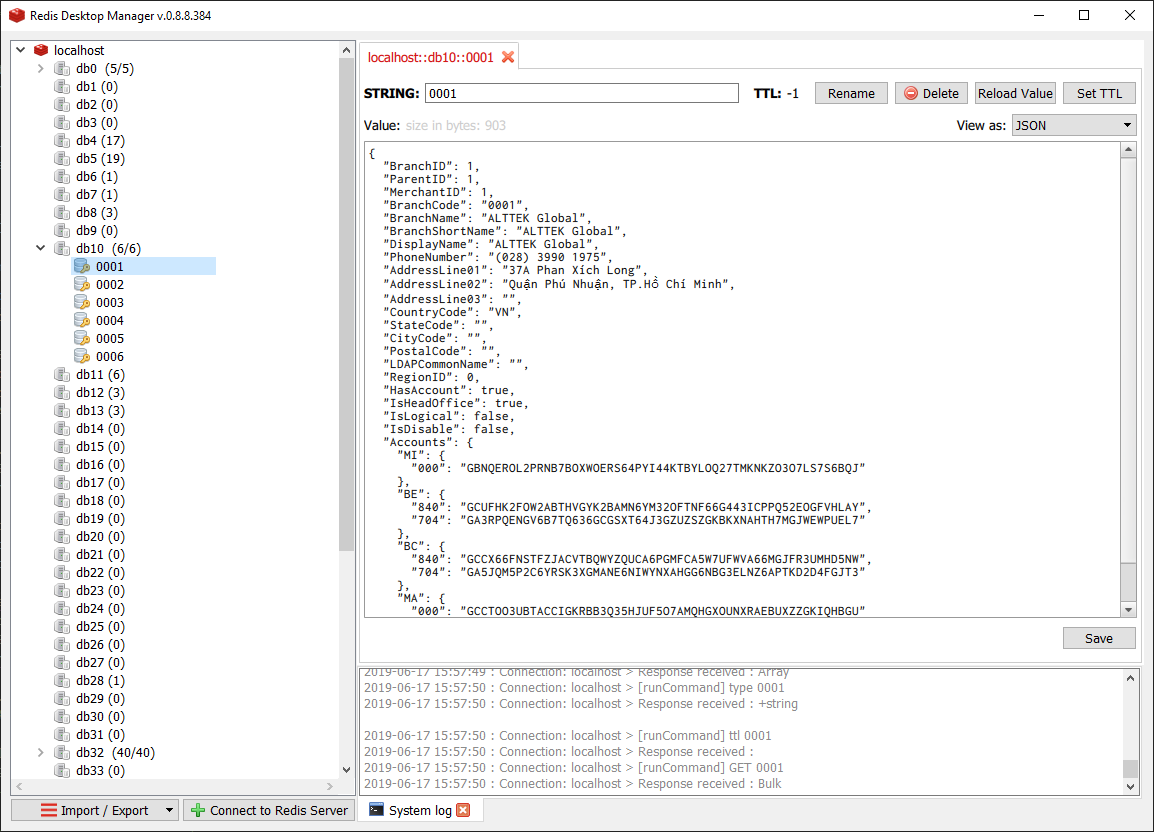 Redis Desktop Manager v.0.8.8.384
localhost
db0 (5/5)
db1 (0)
db2 (0)
db3 (0)
db4 (17)
db5 (19)
db6 (1)
db7 (1)
db8 (3)
db9 (0)
db10 (6/6)
0001
0002
0003
0004
0005
0006
db11 (6)
db12 (3)
db13 (3)
db14 (0)
db15 (0)
db16 (0)
db17 (0)
db18 (0)
db19 (0)
db20 (0)
db21 (0)
db22 (0)
db23 (0)
db24 (0)
db25 (0)
db26 (0)
db27 (0)
db28 (1)
db29 (0)
db30 (0)
db31 (0)
db32 (40/40)
db33 (0)
Import / Export
Connect to Redis Server
localhost::db10::0001
STRING: 0001 TTL: -1 Rename Delete Reload Value Set TTL
Value: size in bytes: 903 View as: JSON
{
"BranchID": 1,
"ParentID": 1,
"MerchantID": 1,
"BranchCode": "0001",
"BranchName": "ALTTEK Global",
"BranchShortName": "ALTTEK Global",
"DisplayName": "ALTTEK Global",
"PhoneNumber": "(028) 3990 1975",
"AddressLine01": "37A Phan Xích Long",
"AddressLine02": "Quận Phú Nhuận, TP.Hồ Chí Minh",
"AddressLine03": "",
"CountryCode": "VN",
"StateCode": "",
"CityCode": "",
"PostalCode": "",
"LDAPCommonName": "",
"RegionID": 0,
"HasAccount": true,
"IsHeadOffice": true,
"IsLogical": false,
"IsDisable": false,
"Accounts": {
"MI": {
"000": "GBNQEROL2PRNB7BOXWOERS64PYI44KTBYLOQ27TMKNKZO3O7LS7S6BQJ"
},
"BE": {
"840": "GCUFHK2FOW2ABTHVGYK2BAMN6YM32OFTNF66G443ICPPQ52EOGFVHLAY",
"704": "GA3RPQENGV6B7TQ636GCGSXT64J3GZUZSZGKBKXNAHTH7MGJWEWPUEL7"
},
"BC": {
"840": "GCCX66FNSTFZJACVTBQWYZQUCA6PGMFCA5W7UFWVA66MGJFR3UMHD5NW",
"704": "GA5JQM5P2C6YRSK3XGMANE6NIWYNXAHGG6NBG3ELNZ6APTKD2D4FGJT3"
},
"MA": {
"000": "GCCTOO3UBTACCIGKRBB3Q35HJUF5O7AMQHGXOUNXRAEBUXZZGKIQHBGU"
Save
2019-06-17 15:57:49 : Connection: localhost > Response received : Array
2019-06-17 15:57:50 : Connection: localhost > [runCommand] type 0001
2019-06-17 15:57:50 : Connection: localhost > Response received : +string
2019-06-17 15:57:50 : Connection: localhost > [runCommand] ttl 0001
2019-06-17 15:57:50 : Connection: localhost > Response received :
2019-06-17 15:57:50 : Connection: localhost > [runCommand] GET 0001
2019-06-17 15:57:50 : Connection: localhost > Response received : Bulk
System log